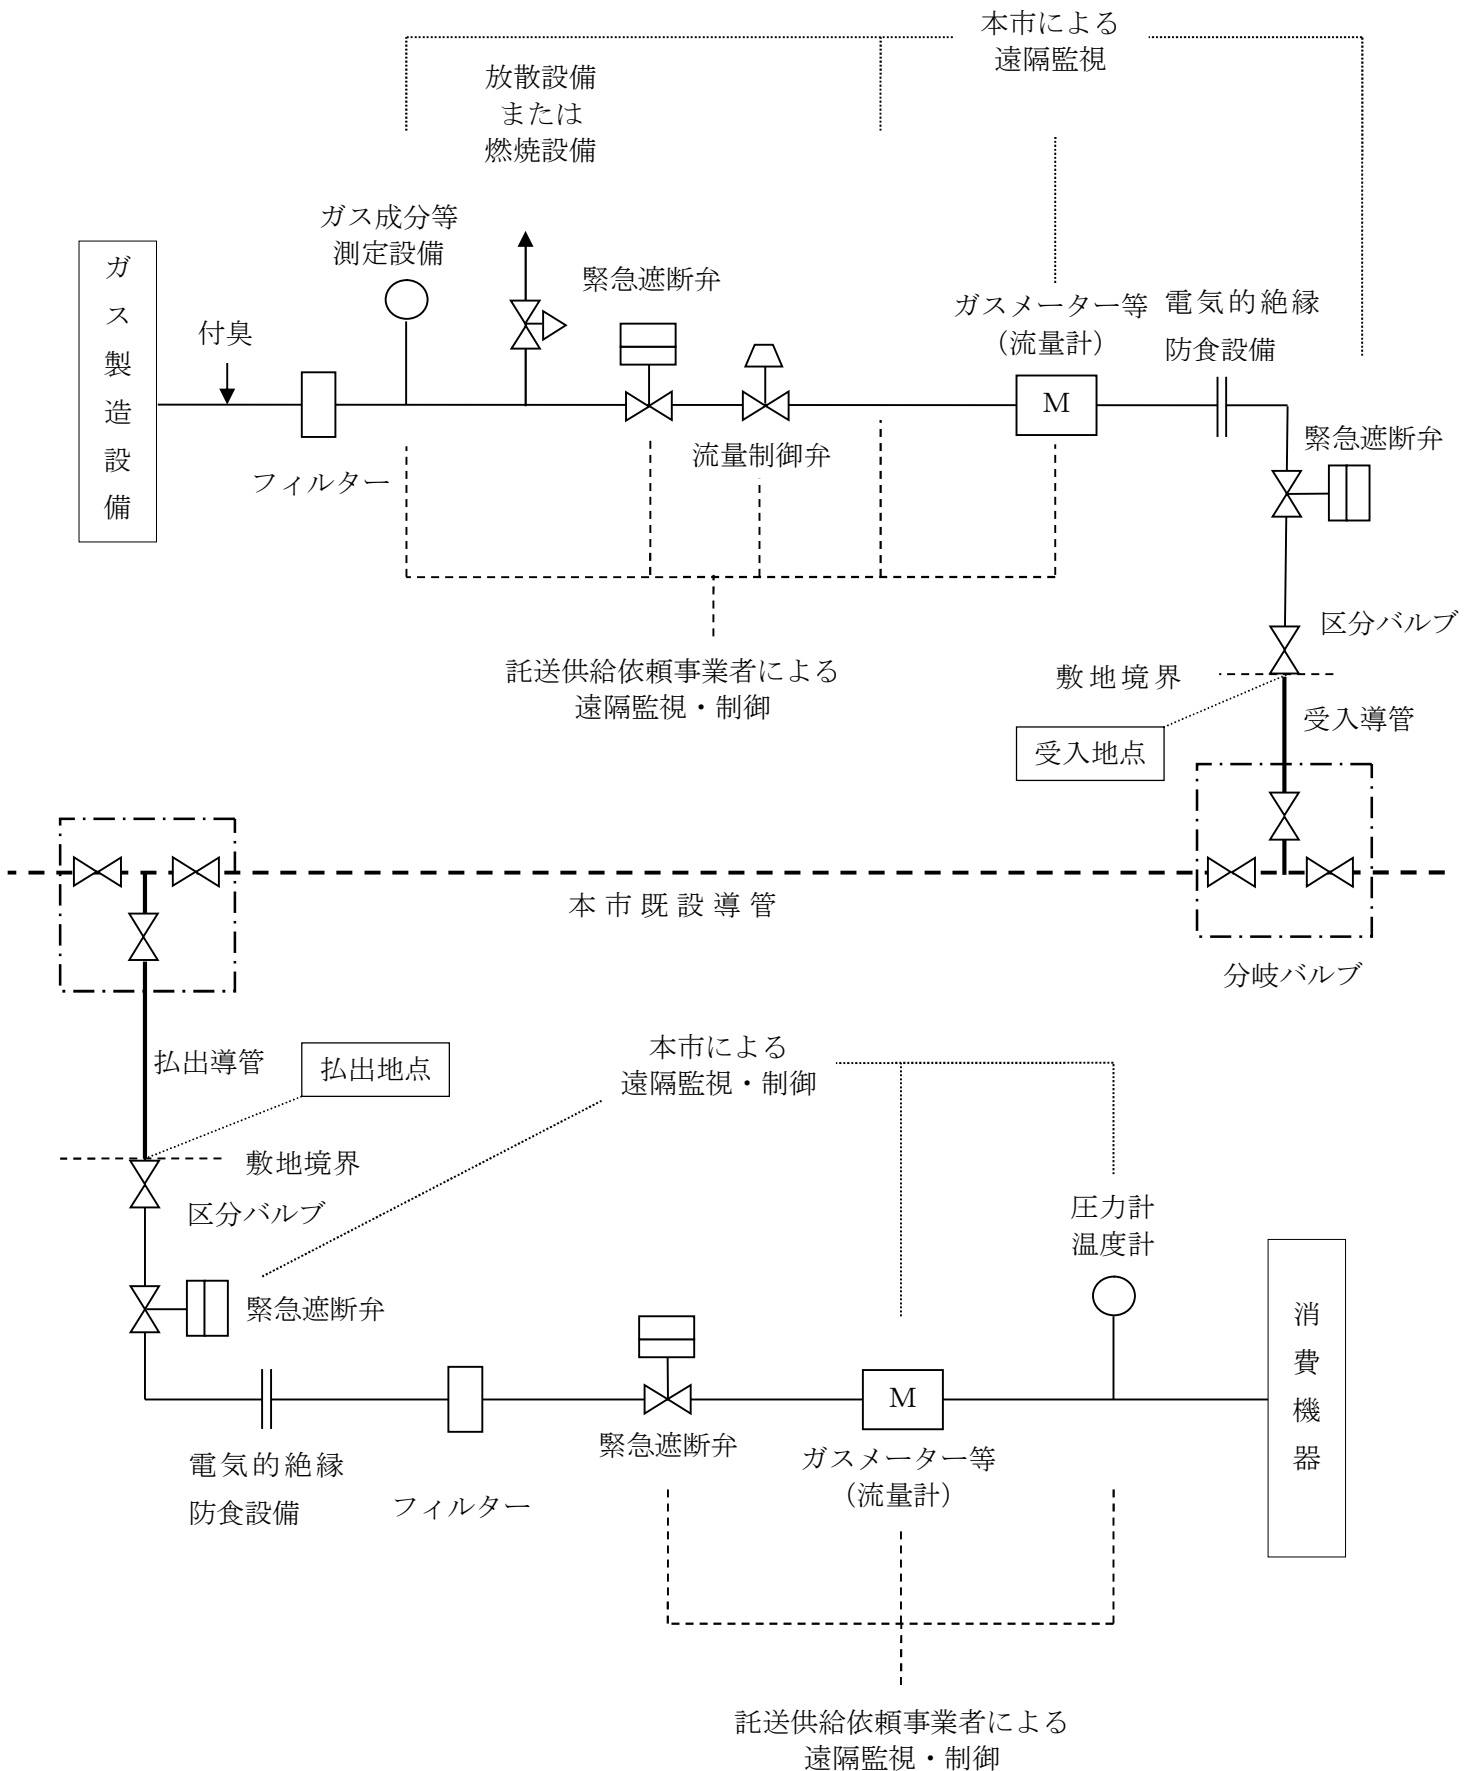 本市による
遠隔監視
放散設備
または
燃焼設備
ガス成分等
測定設備
緊急遮断弁
ガスメーター等
（流量計）
電気的絶縁
防食設備
ガス製造設備
付臭
M
フィルター
流量制御弁
緊急遮断弁
区分バルブ
託送供給依頼事業者による
遠隔監視・制御
敷地境界
受入導管
受入地点
本市既設導管
分岐バルブ
払出導管
払出地点
本市による
遠隔監視・制御
敷地境界
区分バルブ
圧力計
温度計
緊急遮断弁
消費機器
M
緊急遮断弁
ガスメーター等
（流量計）
電気的絶縁
防食設備
フィルター
託送供給依頼事業者による
遠隔監視・制御